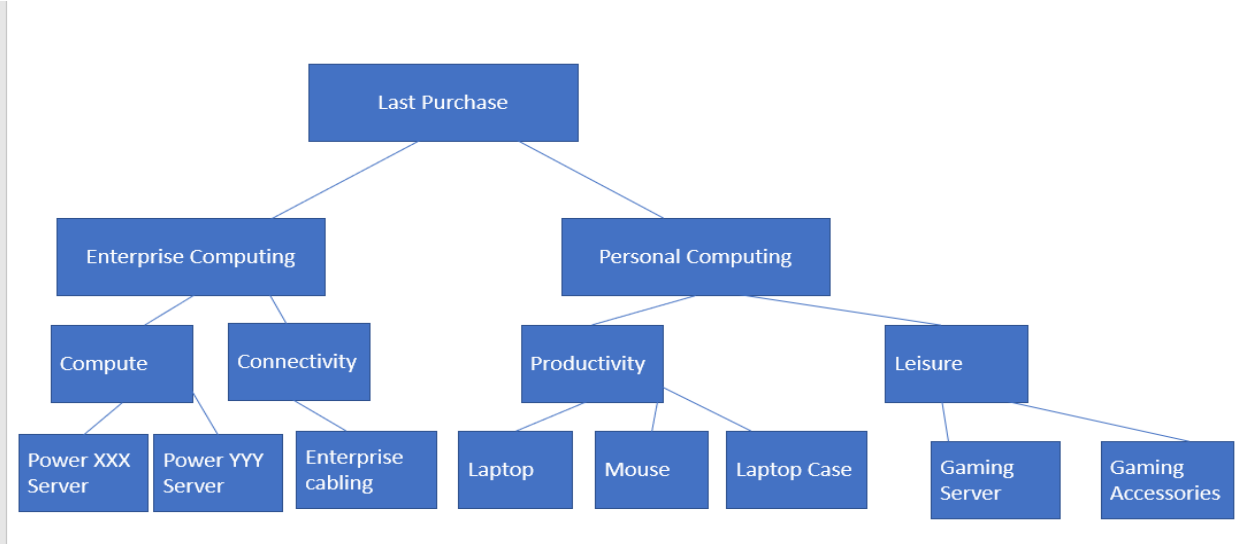 Last Purchase
Enterprise Computing
Personal Computing
Compute
Connectivity
Productivity
Leisure
Power XXX
Server
Power YYY
Server
Enterprise
cabling
Laptop
Mouse
Laptop Case
Gaming
Server
Gaming
Accessories